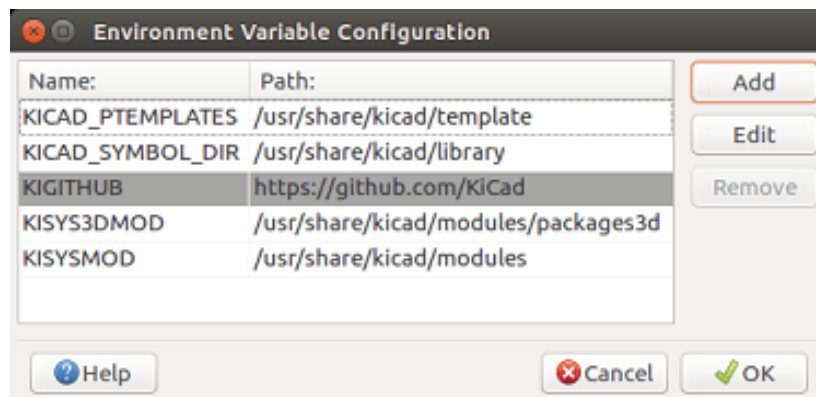 Environment Variable Configuration
Name: Path: Add
KICAD_PTEMPLATES /usr/share/kicad/template
Edit
KICAD_SYMBOL_DIR /usr/share/kicad/library
KIGITHUB https://github.com/KiCad Remove
KISYS3DMOD /usr/share/kicad/modules/packages3d
KISYSMOD /usr/share/kicad/modules
Help Cancel OK